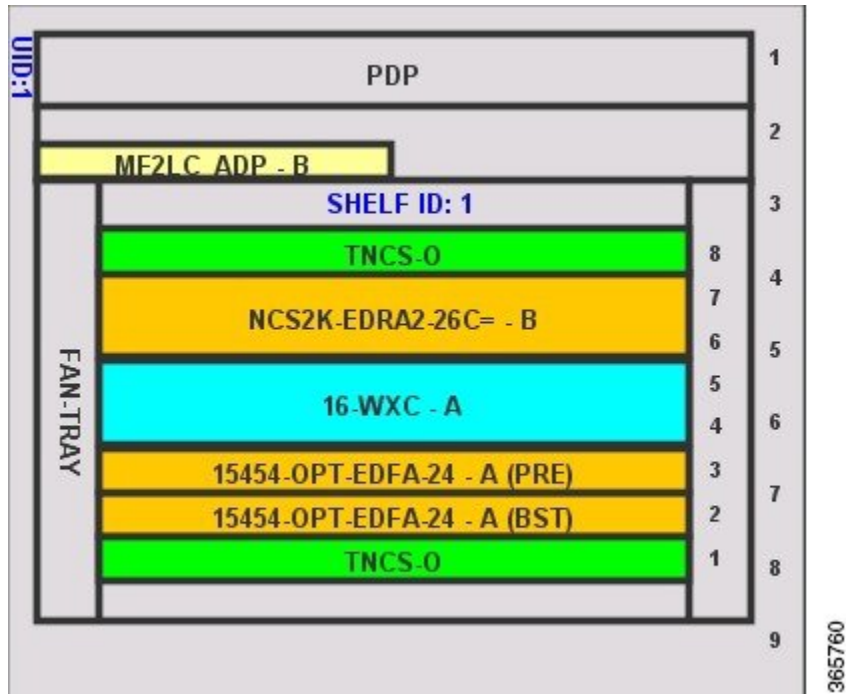 UID:1
PDP
1
2
MF2LC ADP - B
SHELF ID: 1
3
TNCS-O
8
4
NCS2K-EDRA2-26C= - B
7
6
5
FAN-TRAY
16-WXC - A
5
4
6
15454-OPT-EDFA-24 - A (PRE)
3
7
15454-OPT-EDFA-24 - A (BST)
2
TNCS-O
1
8
9
365760